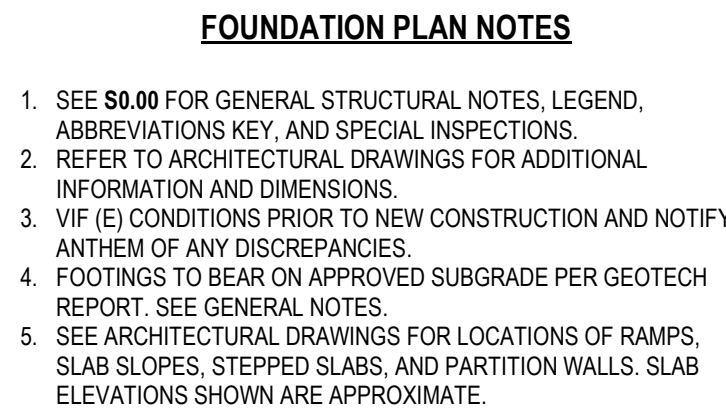 FOUNDATION PLAN NOTES
1. SEE S0.00 FOR GENERAL STRUCTURAL NOTES, LEGEND,
ABBREVIATIONS KEY, AND SPECIAL INSPECTIONS.
2. REFER TO ARCHITECTURAL DRAWINGS FOR ADDITIONAL
INFORMATION AND DIMENSIONS.
3. VIF (E) CONDITIONS PRIOR TO NEW CONSTRUCTION AND NOTIFY
ANTHEM OF ANY DISCREPANCIES.
4. FOOTINGS TO BEAR ON APPROVED SUBGRADE PER GEOTECH
REPORT. SEE GENERAL NOTES.
5. SEE ARCHITECTURAL DRAWINGS FOR LOCATIONS OF RAMPS,
SLAB SLOPES, STEPPED SLABS, AND PARTITION WALLS. SLAB
ELEVATIONS SHOWN ARE APPROXIMATE.